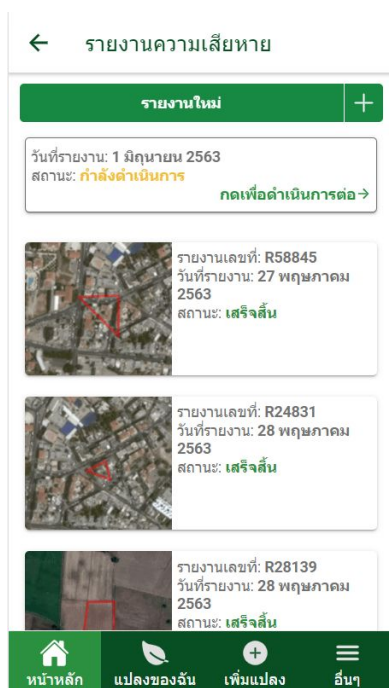 รายงานความเสียหาย
รายงานใหม่
วันที่รายงาน: 1 มิถุนายน 2563
สถานะ: กำลังดำเนินการ
กดเพื่อดำเนินการต่อ→
รายงานเลขที่: R58845
วันที่รายงาน: 27 พฤษภาคม
2563
สถานะ: เสร็จสิ้น
รายงานเลขที่: R24831
วันที่รายงาน: 28 พฤษภาคม
2563
สถานะ: เสร็จสิ้น
รายงานเลขที่: R28139
วันที่รายงาน: 28 พฤษภาคม
2563
สถานะ: เสร็จสิ้น
หน้าหลัก แปลงของฉัน เพิ่มแปลง อื่นๆ